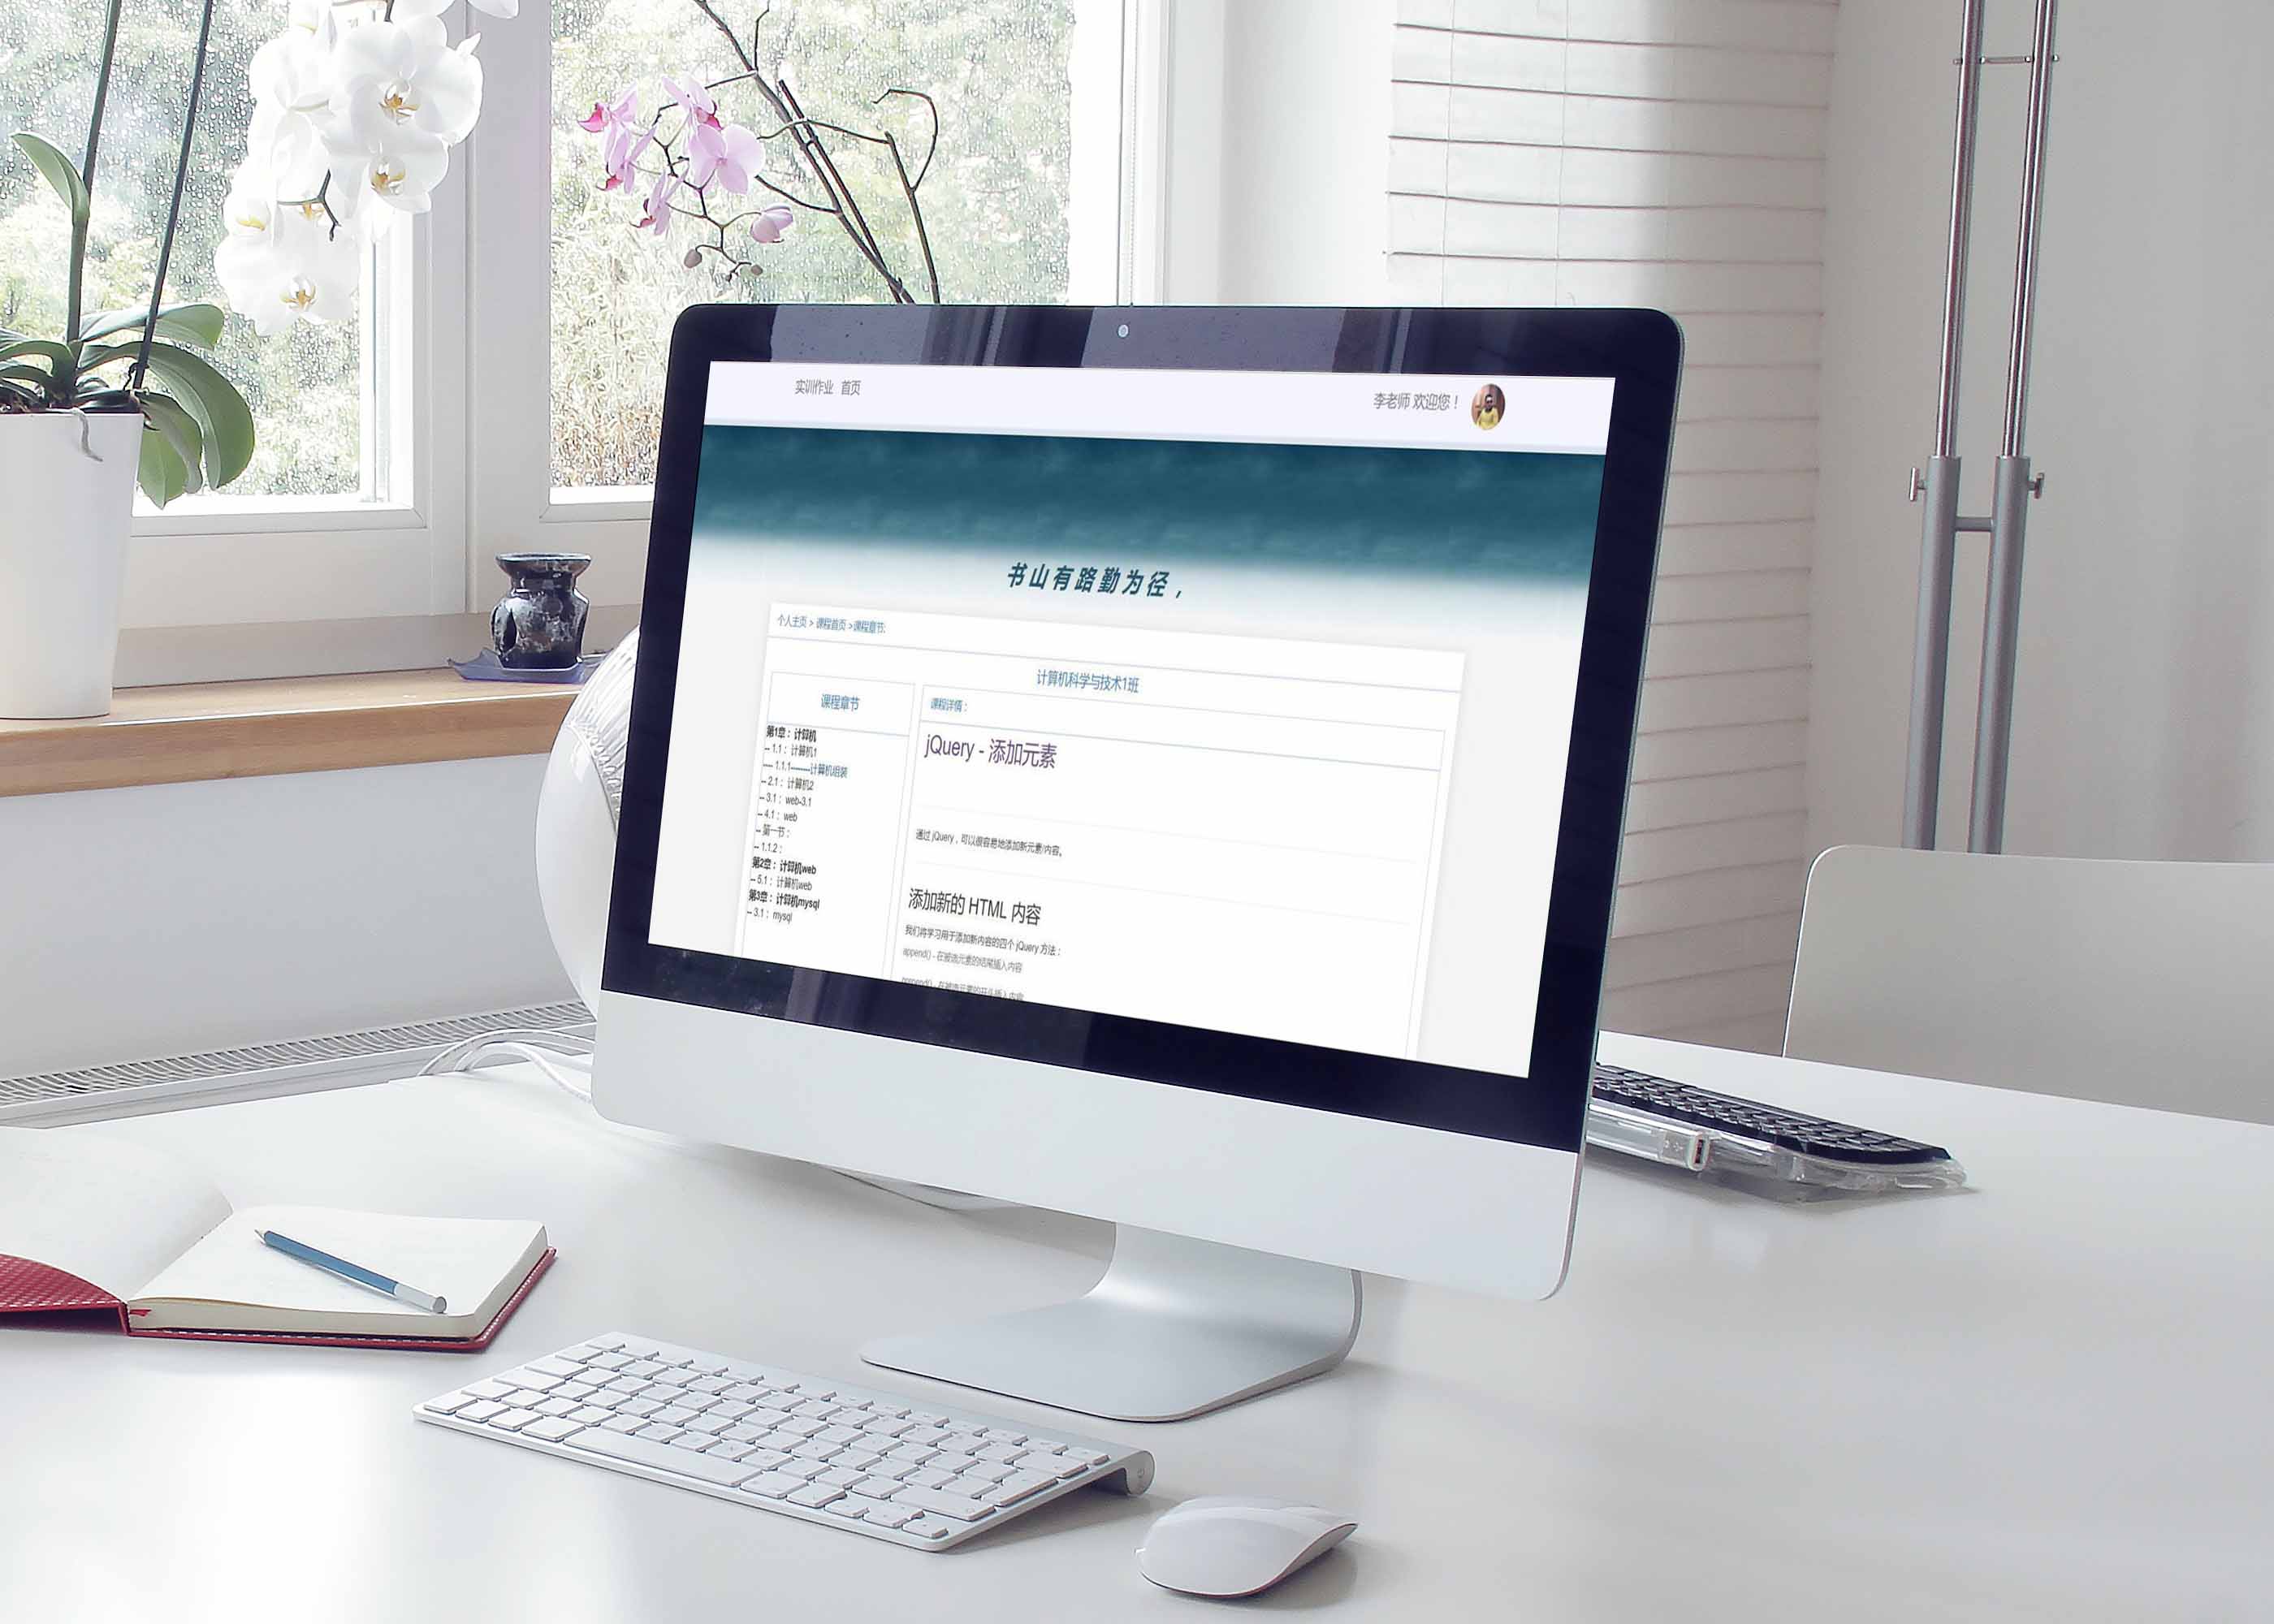 实训作业 首页
李老师 欢迎您！
书山有路勤为径，
个人主页 > 课程首页 >课程章节:
计算机科学与技术1班
课程章节
第1章： 计算机
-- 1.1： 计算机1
---- 1.1.1-------计算机组装
-- 2.1： 计算机2
-- 3.1： web-3.1
-- 4.1： web
-- 第一节：
-- 1.1.2：
第2章： 计算机web
-- 5.1： 计算机web
第3章： 计算机mysql
-- 3.1： mysql
课程详情：
jQuery - 添加元素
通过 jQuery，可以很容易地添加新元素/内容。
添加新的 HTML 内容
我们将学习用于添加新内容的四个 jQuery 方法：
append() - 在被选元素的结尾插入内容
在被选元素的开头插入内容